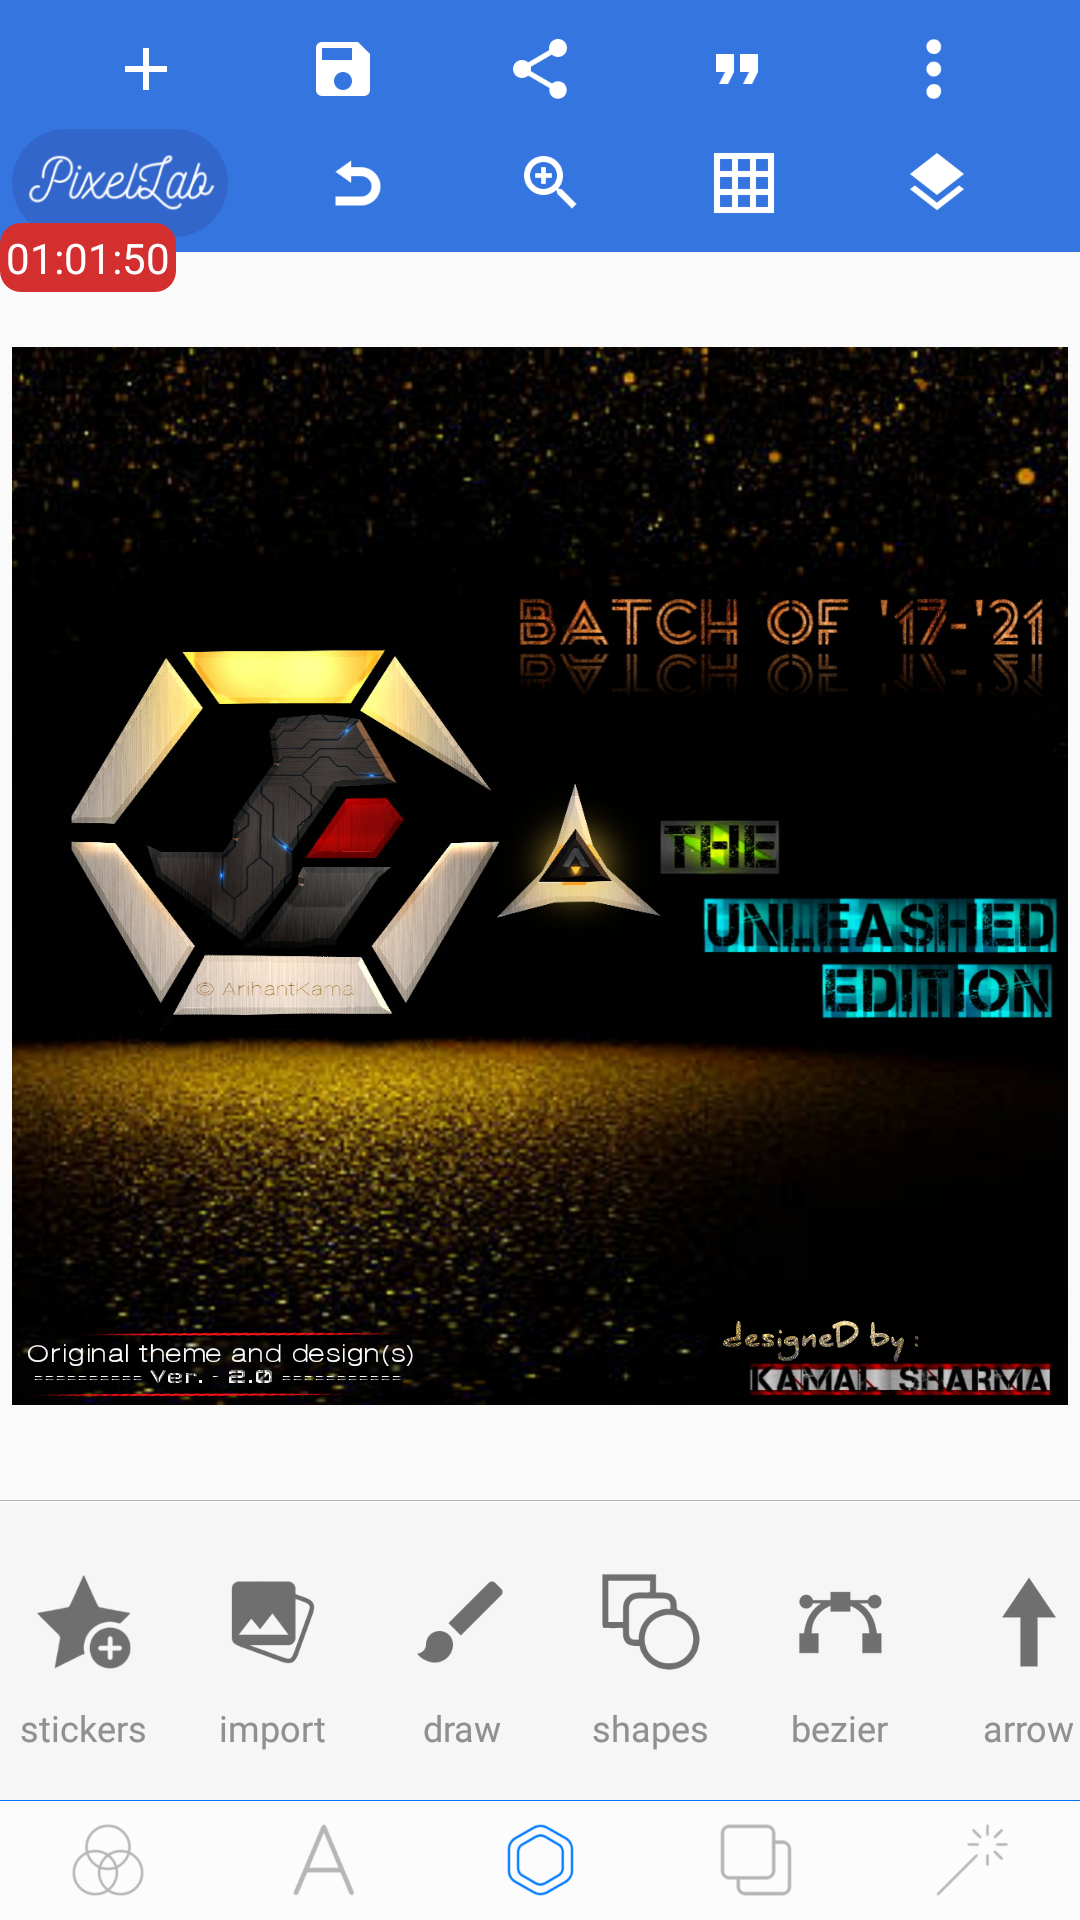 PixelLab
01:01:50
BATCH OF '17-'21
THE
UNLEASHED
EDITION
© ArihantKama
Original theme and design(s)
---------- Ver. - 2.0 -----------
designeD by :
KAMAL SHARMA
stickers import draw shapes bezier arrow